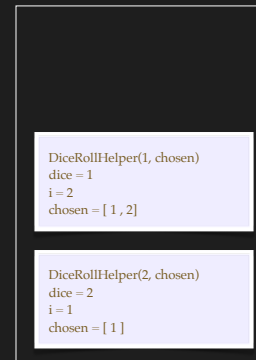 DiceRollHelper(1, chosen)
dice = 1
i = 2
chosen = [ 1 , 2]
DiceRollHelper(2, chosen)
dice = 2
i = 1
chosen = [ 1 ]